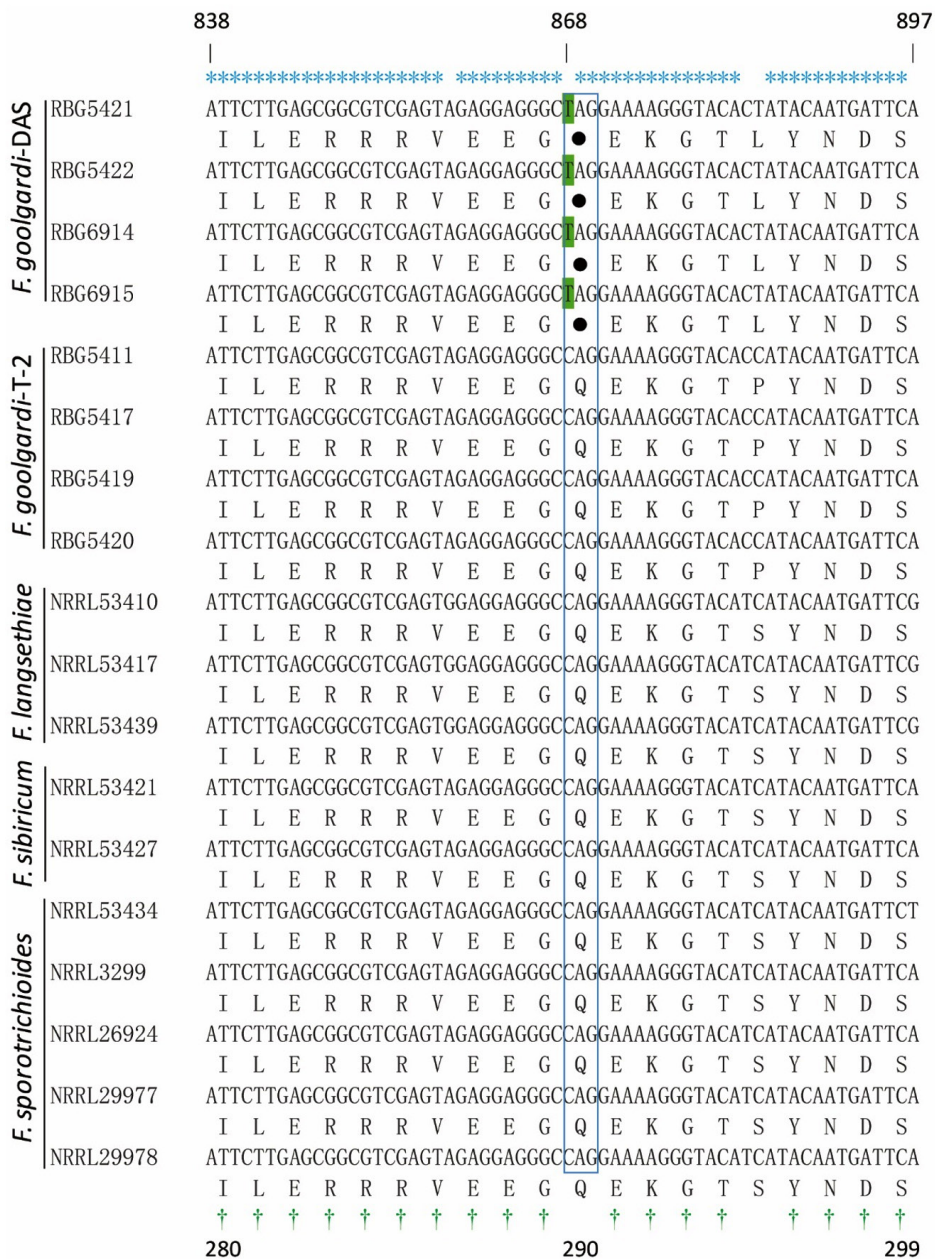 838 868 897
******************** ********* ************** ************
F. goolgardi-DAS
RBG5421 ATTCTTGAGCGGCGTCGAGTAGAGGAGGGCTAGGAAAAGGGTACACTATACAATGATTCA
I L E R R R V E E G ● E K G T L Y N D S
RBG5422 ATTCTTGAGCGGCGTCGAGTAGAGGAGGGCTAGGAAAAGGGTACACTATACAATGATTCA
I L E R R R V E E G ● E K G T L Y N D S
RBG6914 ATTCTTGAGCGGCGTCGAGTAGAGGAGGGCTAGGAAAAGGGTACACTATACAATGATTCA
I L E R R R V E E G ● E K G T L Y N D S
RBG6915 ATTCTTGAGCGGCGTCGAGTAGAGGAGGGCTAGGAAAAGGGTACACTATACAATGATTCA
I L E R R R V E E G ● E K G T L Y N D S
F. goolgardi-T-2
RBG5411 ATTCTTGAGCGGCGTCGAGTAGAGGAGGGCCAGGAAAAGGGTACACCATACAATGATTCA
I L E R R R V E E G Q E K G T P Y N D S
RBG5417 ATTCTTGAGCGGCGTCGAGTAGAGGAGGGCCAGGAAAAGGGTACACCATACAATGATTCA
I L E R R R V E E G Q E K G T P Y N D S
RBG5419 ATTCTTGAGCGGCGTCGAGTAGAGGAGGGCCAGGAAAAGGGTACACCATACAATGATTCA
I L E R R R V E E G Q E K G T P Y N D S
RBG5420 ATTCTTGAGCGGCGTCGAGTAGAGGAGGGCCAGGAAAAGGGTACACCATACAATGATTCA
I L E R R R V E E G Q E K G T P Y N D S
F. langsethiae
NRRL53410 ATTCTTGAGCGGCGTCGAGTGGAGGAGGGCCAGGAAAAGGGTACATCATACAATGATTCG
I L E R R R V E E G Q E K G T S Y N D S
NRRL53417 ATTCTTGAGCGGCGTCGAGTGGAGGAGGGCCAGGAAAAGGGTACATCATACAATGATTCG
I L E R R R V E E G Q E K G T S Y N D S
NRRL53439 ATTCTTGAGCGGCGTCGAGTGGAGGAGGGCCAGGAAAAGGGTACATCATACAATGATTCG
I L E R R R V E E G Q E K G T S Y N D S
F. sibiricum
NRRL53421 ATTCTTGAGCGGCGTCGAGTAGAGGAGGGCCAGGAAAAGGGTACATCATACAATGATTCA
I L E R R R V E E G Q E K G T S Y N D S
NRRL53427 ATTCTTGAGCGGCGTCGAGTAGAGGAGGGCCAGGAAAAGGGTACATCATACAATGATTCA
I L E R R R V E E G Q E K G T S Y N D S
F. sporotrichioides
NRRL53434 ATTCTTGAGCGGCGTCGAGTAGAGGAGGGCCAGGAAAAGGGTACATCATACAATGATTCT
I L E R R R V E E G Q E K G T S Y N D S
NRRL3299 ATTCTTGAGCGGCGTCGAGTAGAGGAGGGCCAGGAAAAGGGTACATCATACAATGATTCA
I L E R R R V E E G Q E K G T S Y N D S
NRRL26924 ATTCTTGAGCGGCGTCGAGTAGAGGAGGGCCAGGAAAAGGGTACATCATACAATGATTCA
I L E R R R V E E G Q E K G T S Y N D S
NRRL29977 ATTCTTGAGCGGCGTCGAGTAGAGGAGGGCCAGGAAAAGGGTACATCATACAATGATTCA
I L E R R R V E E G Q E K G T S Y N D S
NRRL29978 ATTCTTGAGCGGCGTCGAGTAGAGGAGGGCCAGGAAAAGGGTACATCATACAATGATTCA
I L E R R R V E E G Q E K G T S Y N D S
† † † † † † † † † † † † † † † † † †
280 290 299